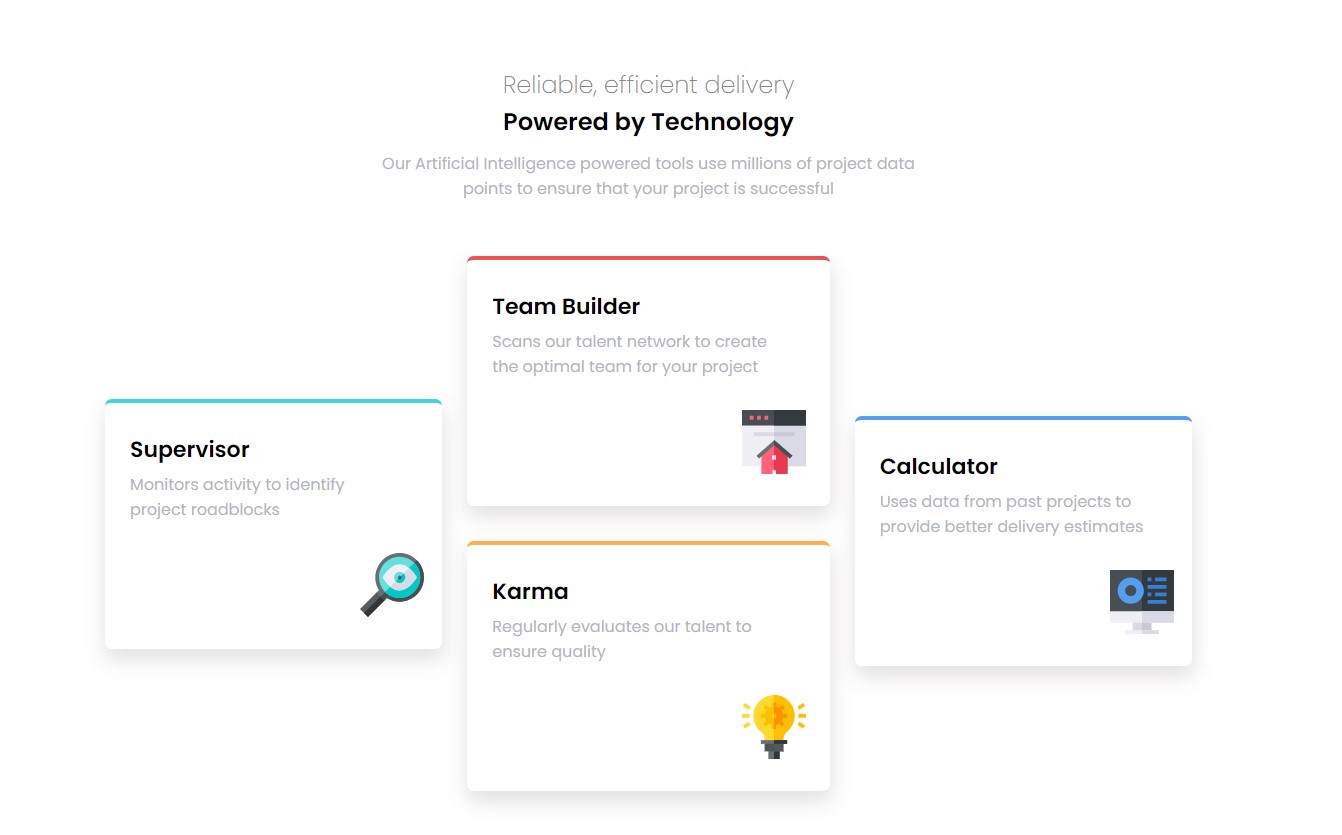 Reliable, efficient delivery
Powered by Technology
Our Artificial Intelligence powered tools use millions of project data
points to ensure that your project is successful
Supervisor
Monitors activity to identify
project roadblocks
Team Builder
Scans our talent network to create
the optimal team for your project
Karma
Regularly evaluates our talent to
ensure quality
Calculator
Uses data from past projects to
provide better delivery estimates